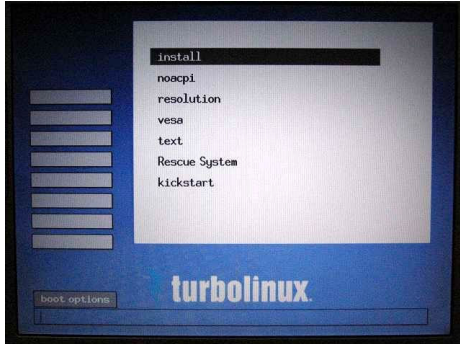 install
noacpi
resolution
vesa
text
Rescue System
kickstart
turbolinux.
boot options